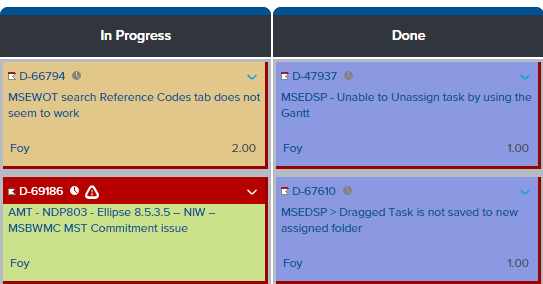 In Progress
Done
D-66794
MSEWOT search Reference Codes tab does not
seem to work
Foy
2.00
D-47937
MSEDSP - Unable to Unassign task by using the
Gantt
Foy
1.00
D-69186
AMT - NDP803 - Ellipse 8.5.3.5 – NIW –
MSBWMC MST Commitment issue
Foy
D-67610
MSEDSP > Dragged Task is not saved to new
assigned folder
Foy
1.00